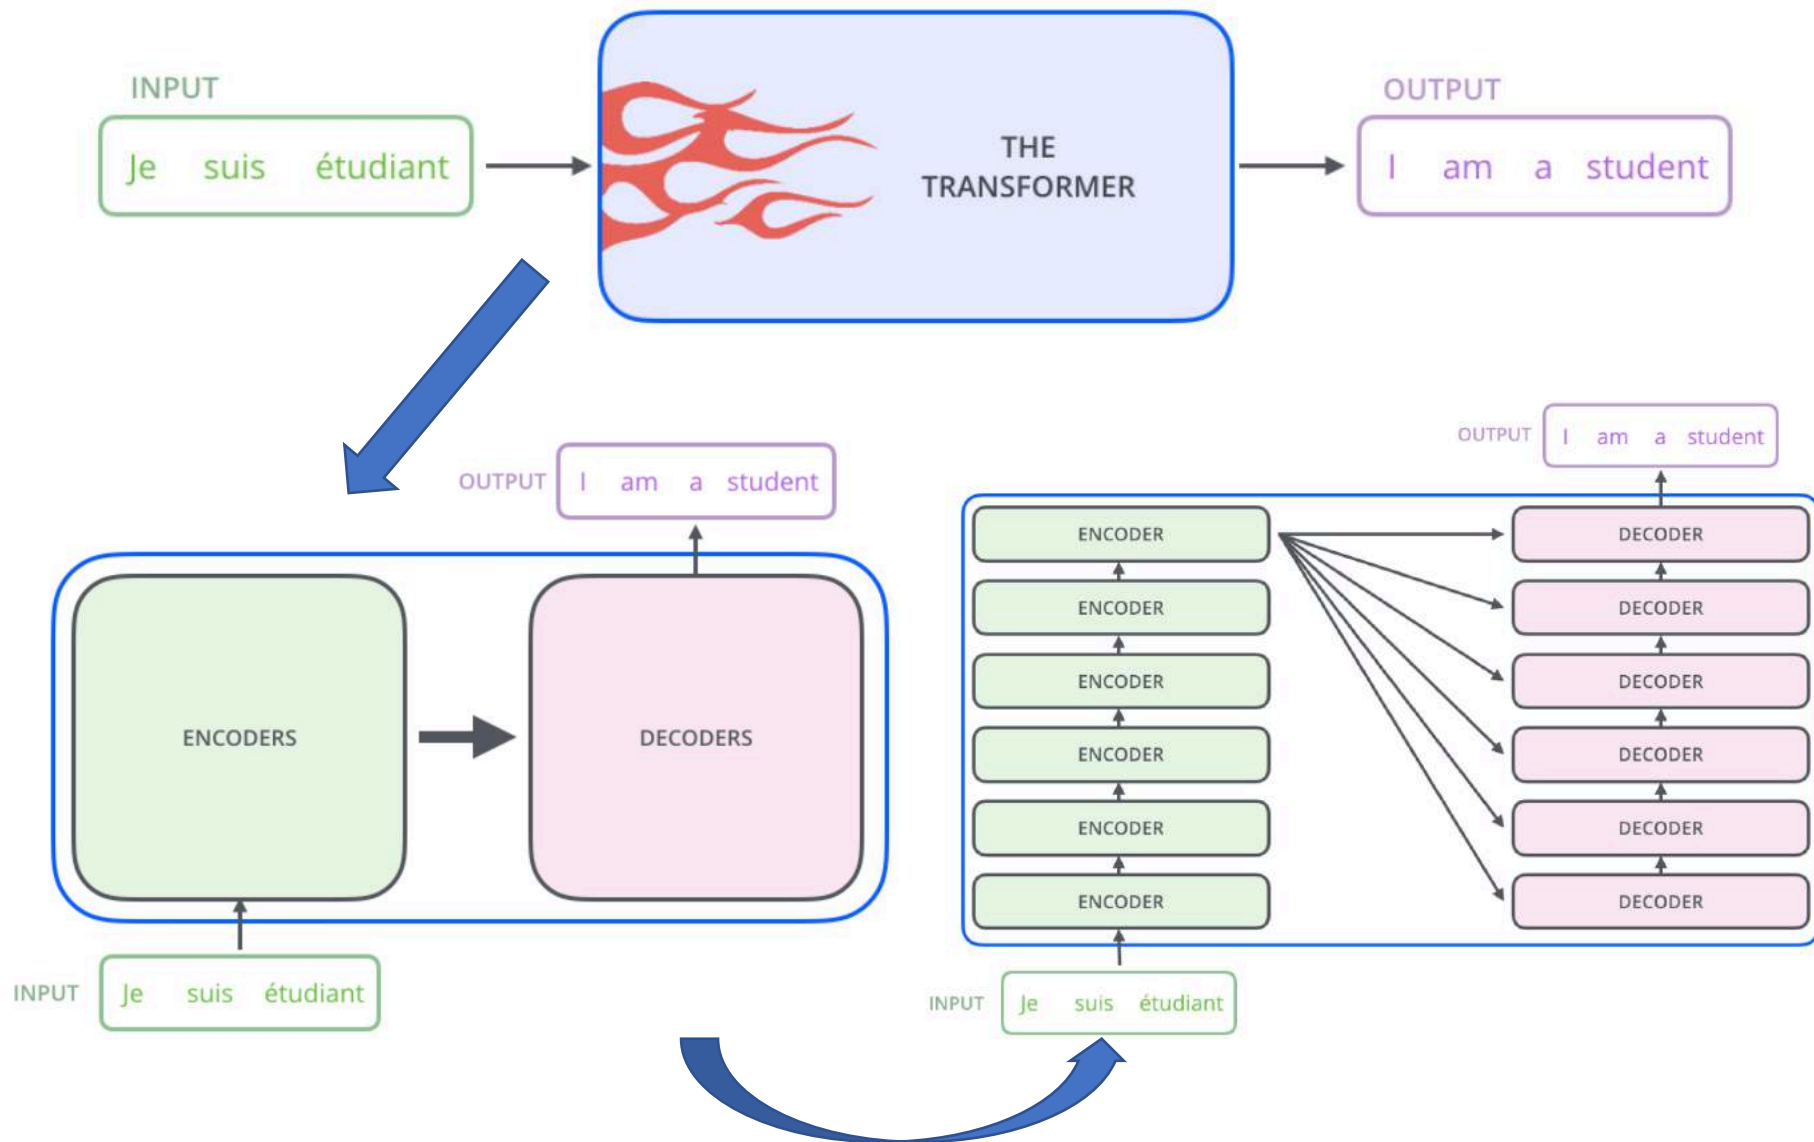 INPUT
Je suis étudiant
THE
TRANSFORMER
OUTPUT
I am a student
OUTPUT I am a student
ENCODERS
DECODERS
INPUT Je suis étudiant
OUTPUT I am a student
ENCODER
DECODER
ENCODER
DECODER
ENCODER
DECODER
ENCODER
DECODER
ENCODER
DECODER
ENCODER
DECODER
INPUT Je suis étudiant